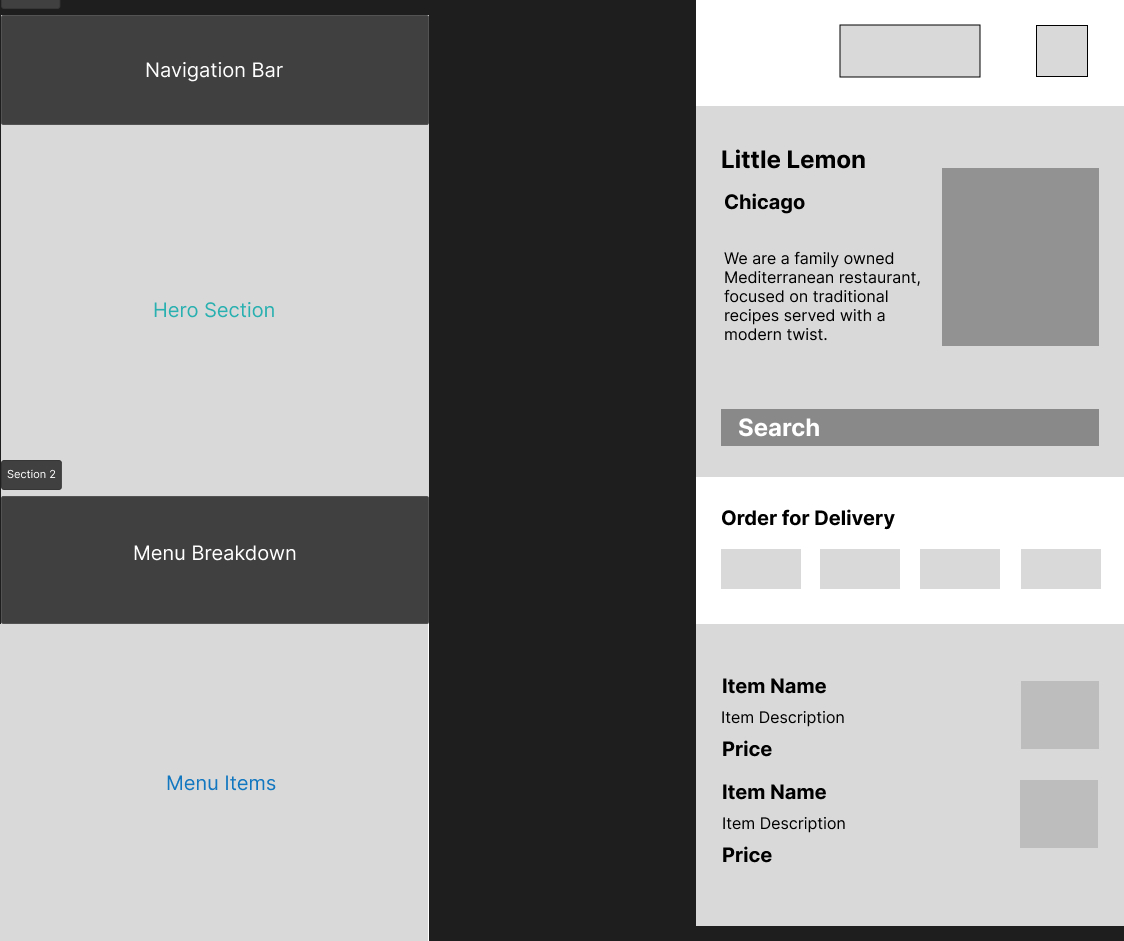 Navigation Bar
Hero Section
Section 2
Menu Breakdown
Menu Items
Little Lemon
Chicago
We are a family owned
Mediterranean restaurant,
focused on traditional
recipes served with a
modern twist.
Search
Order for Delivery
Item Name
Item Description
Price
Item Name
Item Description
Price